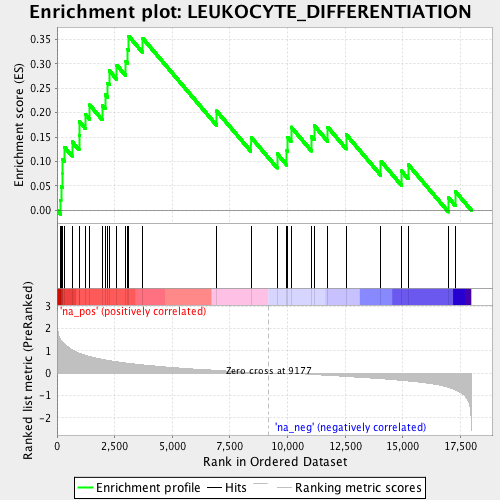 Enrichment plot: LEUKOCYTE_DIFFERENTIATION
Enrichment score (ES)
0.35
0.30
0.25
0.20
0.15
0.10
0.05
0.00
Ranked list metric (PreRanked)
'na_pos' (positively correlated)
3
2
1
0
-1
-2
Zero cross at 9177
'na_neg' (negatively correlated)
0 2,500 5,000 7,500 10,000 12,500 15,000 17,500
Rank in Ordered Dataset
Enrichment profile Hits Ranking metric scores